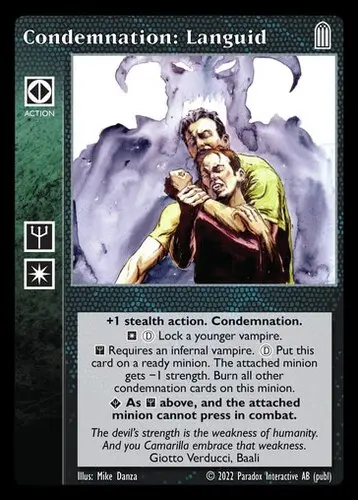 Condemnation: Languid
ACTION
+1 stealth action. Condemnation.
D Lock a younger vampire.
Requires an infernal vampire. D Put this
card on a ready minion. The attached minion
gets −1 strength. Burn all other
condemnation cards on this minion.
As above, and the attached
minion cannot press in combat.
The devil's strength is the weakness of humanity.
And you Camarilla embrace that weakness.
Giotto Verducci, Baali
Illus: Mike Danza © 2022 Paradox Interactive AB (publ)